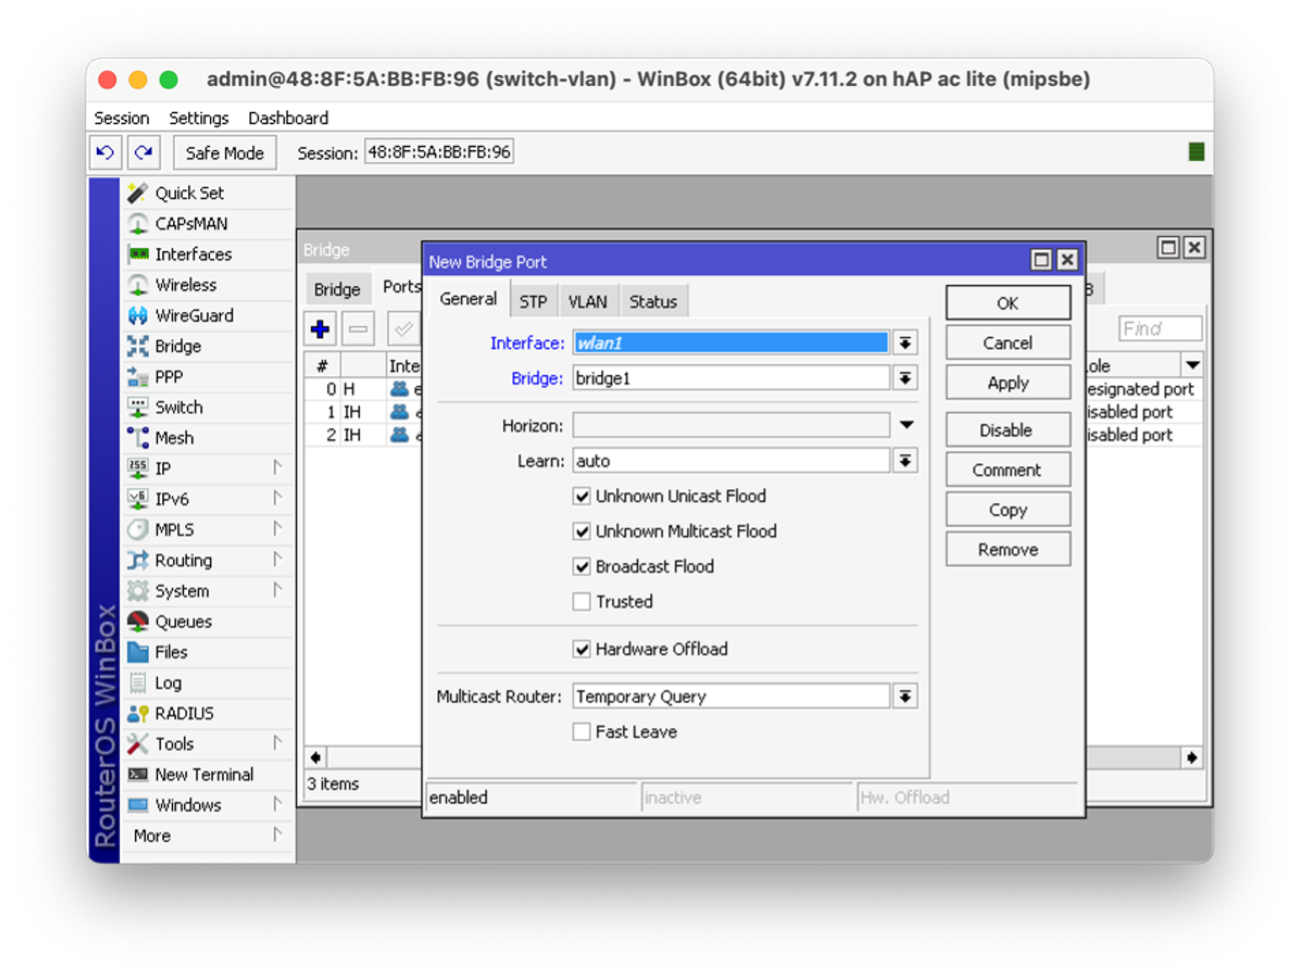 admin@48:8F:5A:BB:FB:96 (switch-vlan) - WinBox (64bit) v7.11.2 on hAP ac lite (mipsbe)
Session Settings Dashboard
Safe Mode Session: 48:8F:5A:BB:FB:96
RouterOS WinBox
Quick Set
CAPsMAN
Interfaces
Wireless
WireGuard
Bridge
PPP
Switch
Mesh
IP
IPv6
MPLS
Routing
System
Queues
Files
Log
RADIUS
Tools
New Terminal
Windows
More
Bridge
Bridge Ports
Find
# Inte ole
0 H esignated port
1 IH isabled port
2 IH isabled port
3 items
New Bridge Port
General STP VLAN Status
Interface: wlan1
Bridge: bridge1
Horizon:
Learn: auto
Unknown Unicast Flood
Unknown Multicast Flood
Broadcast Flood
Trusted
Hardware Offload
Multicast Router: Temporary Query
Fast Leave
enabled inactive Hw. Offload
OK
Cancel
Apply
Disable
Comment
Copy
Remove